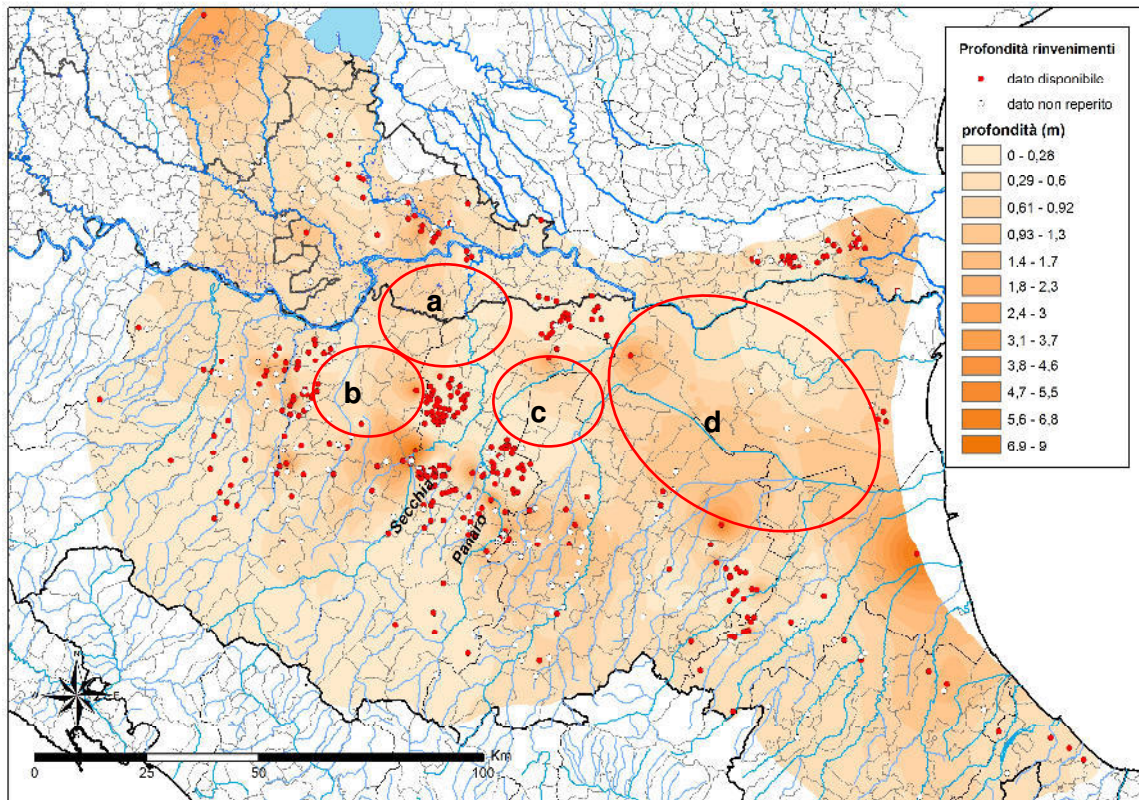 Profondità rinvenimenti
dato disponibile
dato non reperito
profondità (m)
0 - 0,28
0,29 - 0,6
0,61 - 0,92
0,93 - 1,3
1.4 - 1.7
1.8 - 2.3
2.4 - 3
3.1 - 3.7
3.8 - 4.6
4.7 - 5,5
5.6 - 6.8
6.9 - 9
a
b
c
d
Secchia
Panaro
N
E
Km
0 25 50 100